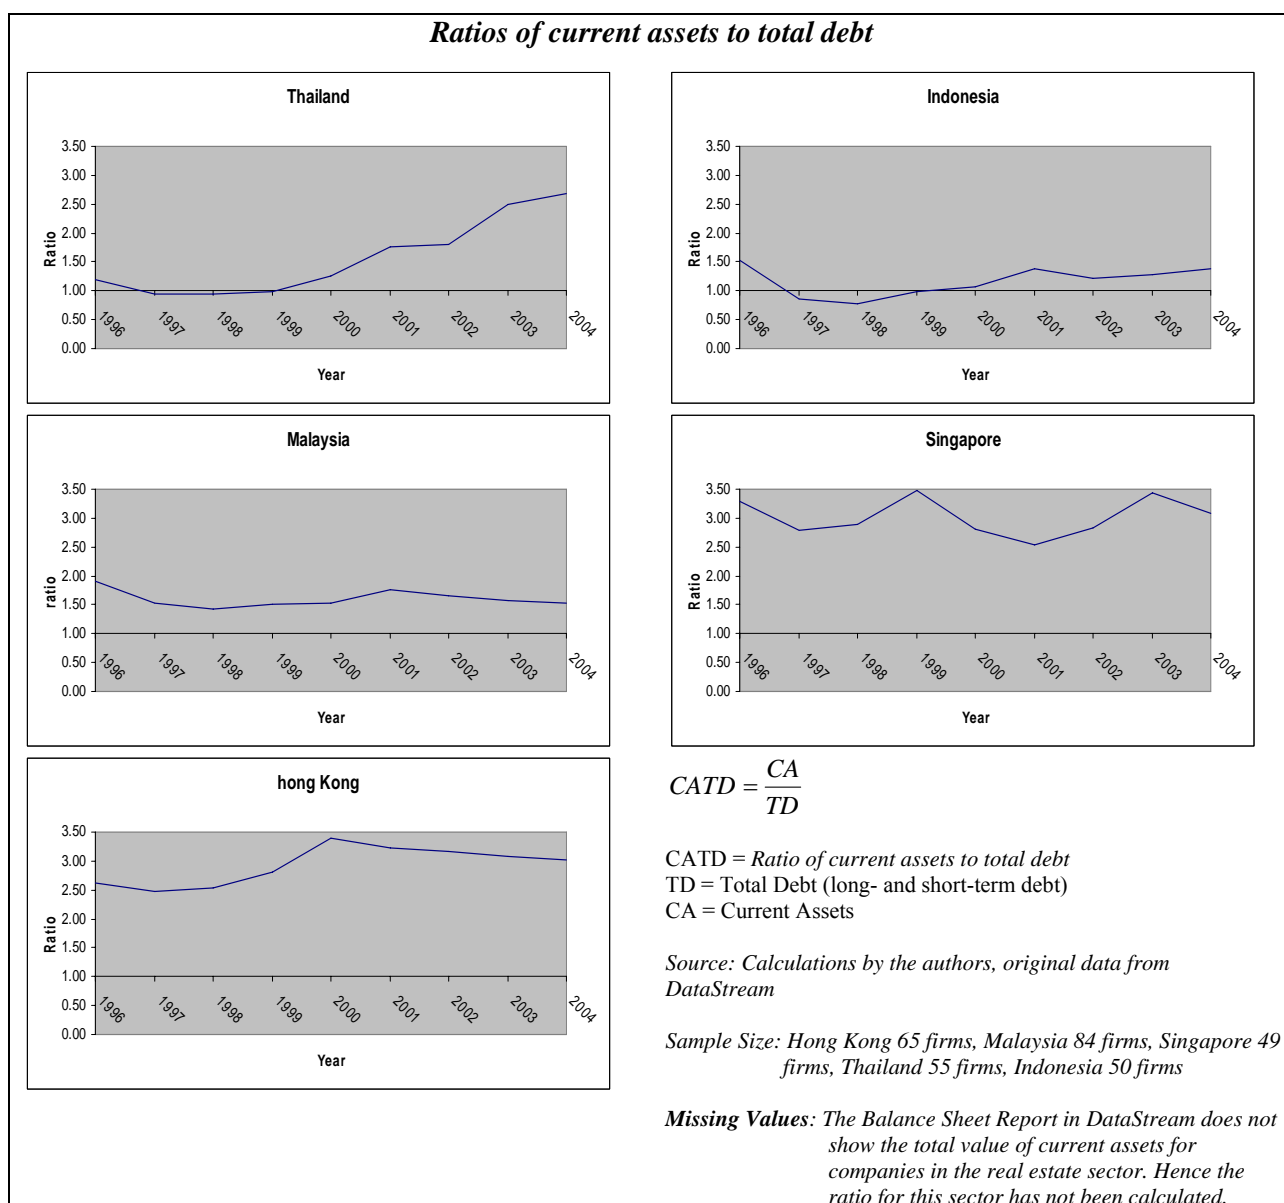 Ratios of current assets to total debt
Thailand
3.50
3.00
2.50
2.00
1.50
1.00
0.50
0.00
Ratio
1996 1997 1998 1999 2000 2001 2002 2003 2004
Year
Indonesia
3.50
3.00
2.50
2.00
1.50
1.00
0.50
0.00
Ratio
1996 1997 1998 1999 2000 2001 2002 2003 2004
Year
Malaysia
3.50
3.00
2.50
2.00
1.50
1.00
0.50
0.00
ratio
1996 1997 1998 1999 2000 2001 2002 2003 2004
Year
Singapore
3.50
3.00
2.50
2.00
1.50
1.00
0.50
0.00
Ratio
1996 1997 1998 1999 2000 2001 2002 2003 2004
Year
hong Kong
3.50
3.00
2.50
2.00
1.50
1.00
0.50
0.00
Ratio
1996 1997 1998 1999 2000 2001 2002 2003 2004
Year
CATD = CA / TD
CATD = Ratio of current assets to total debt
TD = Total Debt (long- and short-term debt)
CA = Current Assets
Source: Calculations by the authors, original data from
DataStream
Sample Size: Hong Kong 65 firms, Malaysia 84 firms, Singapore 49
firms, Thailand 55 firms, Indonesia 50 firms
Missing Values: The Balance Sheet Report in DataStream does not
show the total value of current assets for
companies in the real estate sector. Hence the
ratio for this sector has not been calculated.